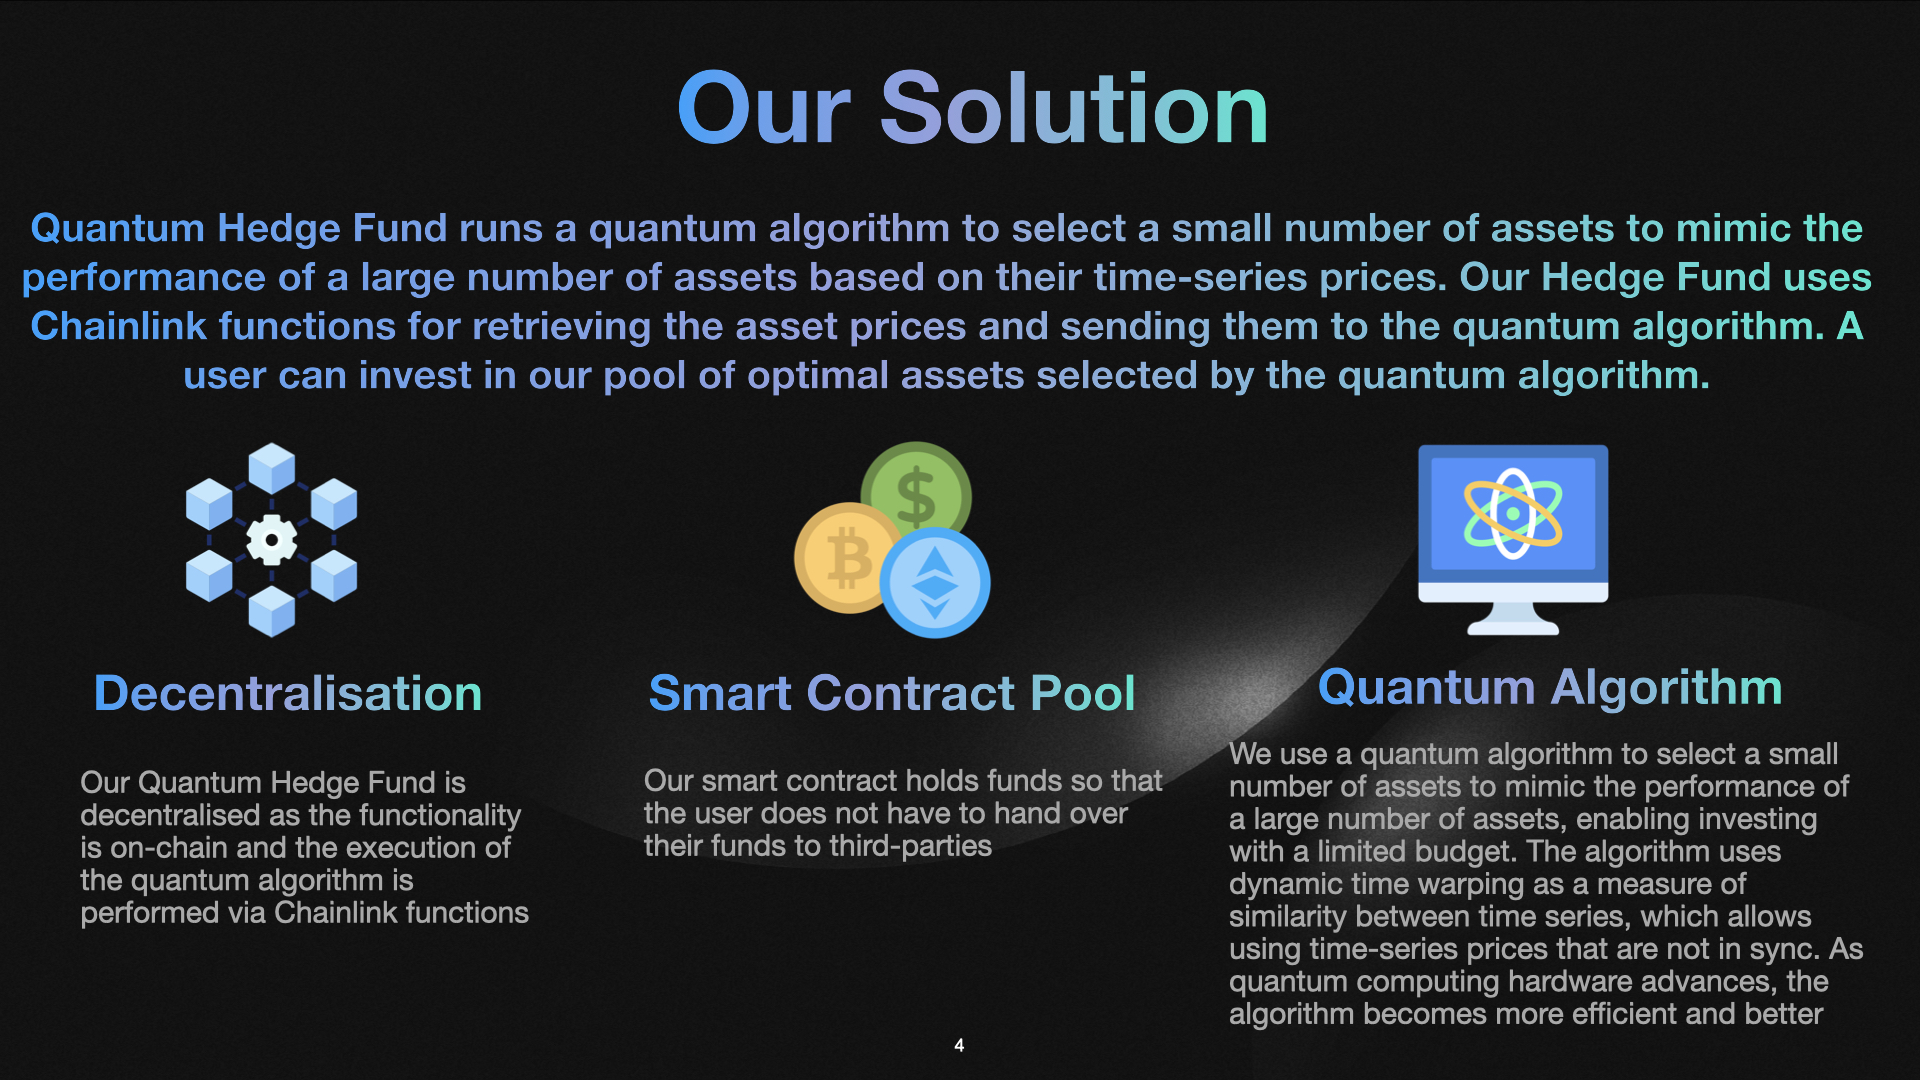 Our Solution
Quantum Hedge Fund runs a quantum algorithm to select a small number of assets to mimic the
performance of a large number of assets based on their time-series prices. Our Hedge Fund uses
Chainlink functions for retrieving the asset prices and sending them to the quantum algorithm. A
user can invest in our pool of optimal assets selected by the quantum algorithm.
Decentralisation
Our Quantum Hedge Fund is
decentralised as the functionality
is on-chain and the execution of
the quantum algorithm is
performed via Chainlink functions
Smart Contract Pool
Our smart contract holds funds so that
the user does not have to hand over
their funds to third-parties
Quantum Algorithm
We use a quantum algorithm to select a small
number of assets to mimic the performance of
a large number of assets, enabling investing
with a limited budget. The algorithm uses
dynamic time warping as a measure of
similarity between time series, which allows
using time-series prices that are not in sync. As
quantum computing hardware advances, the
algorithm becomes more efficient and better
4